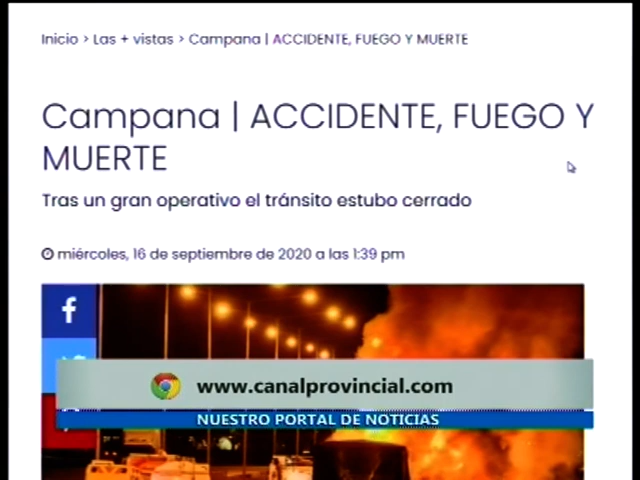 Inicio > Las + vistas > Campana | ACCIDENTE, FUEGO Y MUERTE
Campana | ACCIDENTE, FUEGO Y
MUERTE
Tras un gran operativo el tránsito estubo cerrado
miércoles, 16 de septiembre de 2020 a las 1:39 pm
f
www.canalprovincial.com
NUESTRO PORTAL DE NOTICIAS